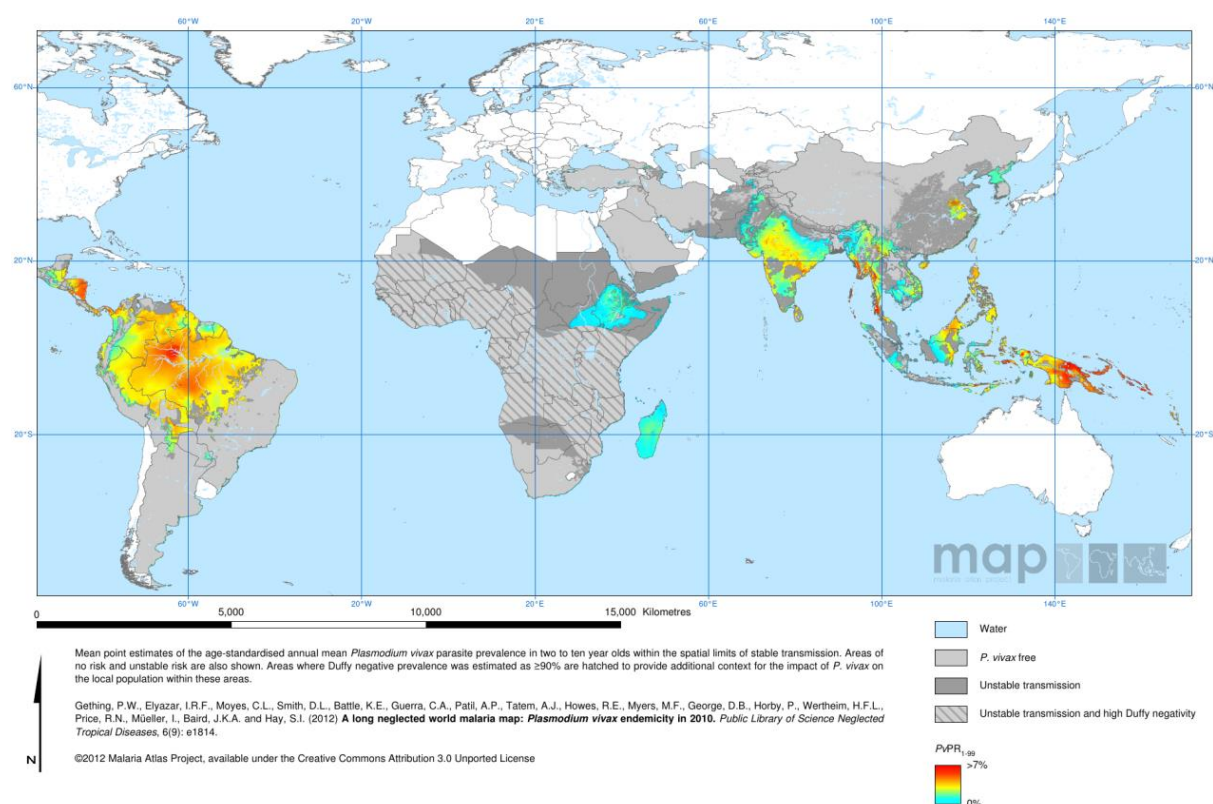 60°W 20°W 20°E 60°E 100°E 140°E
60°N 60°N
20°N 20°N
20°S 20°S
map
60°W 20°W 20°E 60°E 100°E 140°E
0 5,000 10,000 15,000 Kilometres
Mean point estimates of the age-standardised annual mean Plasmodium vivax parasite prevalence in two to ten year olds within the spatial limits of stable transmission. Areas of
no risk and unstable risk are also shown. Areas where Duffy negative prevalence was estimated as ≥90% are hatched to provide additional context for the impact of P. vivax on
the local population within these areas.
Gething, P.W., Elyazar, I.R.F., Moyes, C.L., Smith, D.L., Battle, K.E., Guerra, C.A., Patil, A.P., Tatem, A.J., Howes, R.E., Myers, M.F., George, D.B., Horby, P., Wertheim, H.F.L.,
Price, R.N., Müeller, I., Baird, J.K.A. and Hay, S.I. (2012) A long neglected world malaria map: Plasmodium vivax endemicity in 2010. Public Library of Science Neglected
Tropical Diseases, 6(9): e1814.
N
©2012 Malaria Atlas Project, available under the Creative Commons Attribution 3.0 Unported License
Water
P. vivax free
Unstable transmission
Unstable transmission and high Duffy negativity
PvPR1-99
>7%
0%